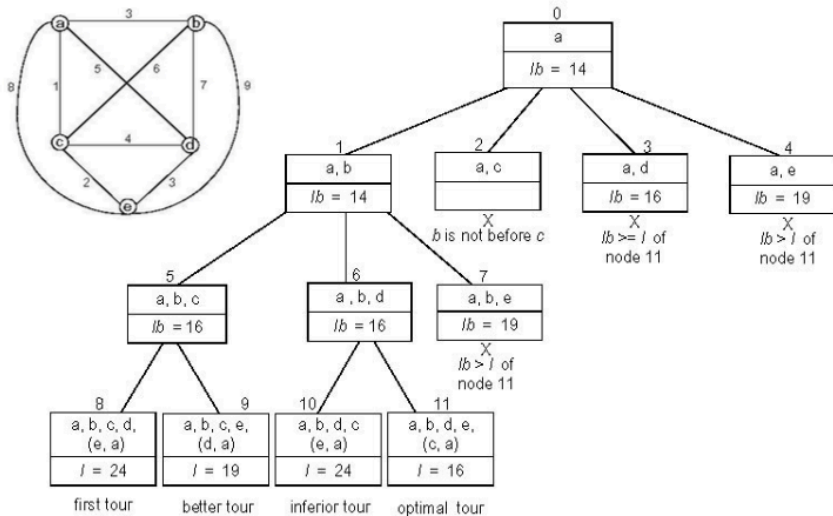 3
a
b
8
5
6
9
1
7
c
4
d
2
3
e
0
a
lb = 14
1
a, b
lb = 14
2
a, c
X
b is not before c
3
a, d
lb = 16
X
lb >= l of
node 11
4
a, e
lb = 19
X
lb > l of
node 11
5
a, b, c
lb = 16
6
a , b, d
lb = 16
7
a, b, e
lb = 19
X
lb > l of
node 11
8
a, b, c, d,
(e, a)
l = 24
first tour
9
a, b, c, e,
(d, a)
l = 19
better tour
10
a, b, d, c
(e, a)
l = 24
inferior tour
11
a, b, d, e,
(c, a)
l = 16
optimal tour